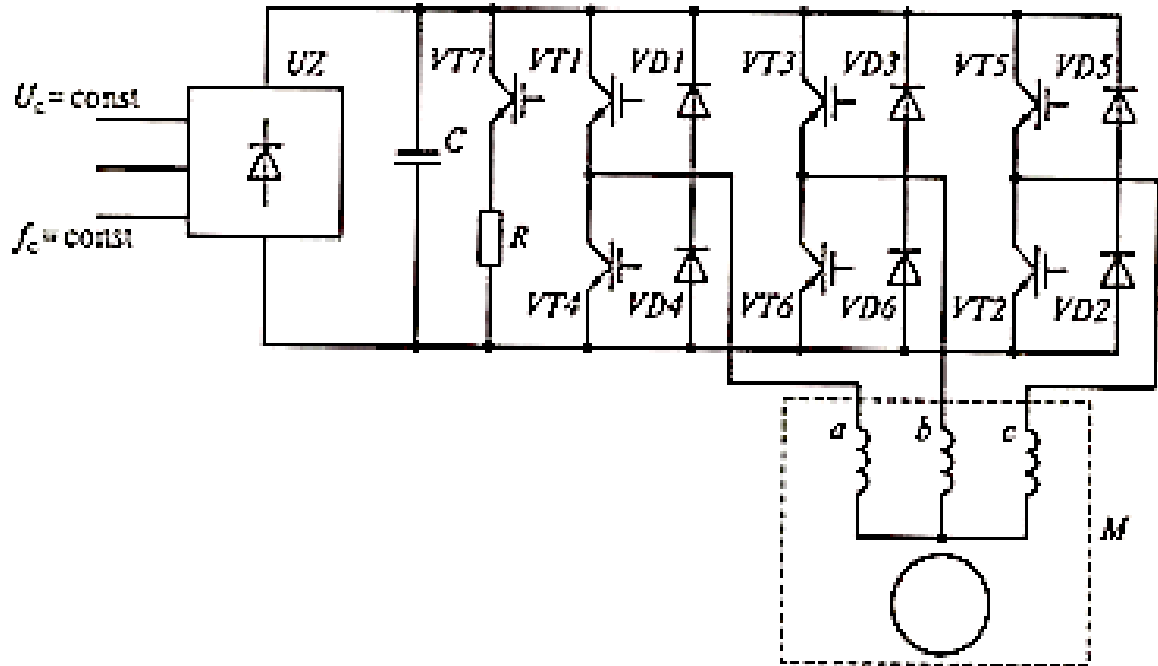 UZ
U_c = const
f_c = const
C
VT7
R
VT1
VD1
VT3
VD3
VT5
VD5
VT4
VD4
VT6
VD6
VT2
VD2
a
b
c
M